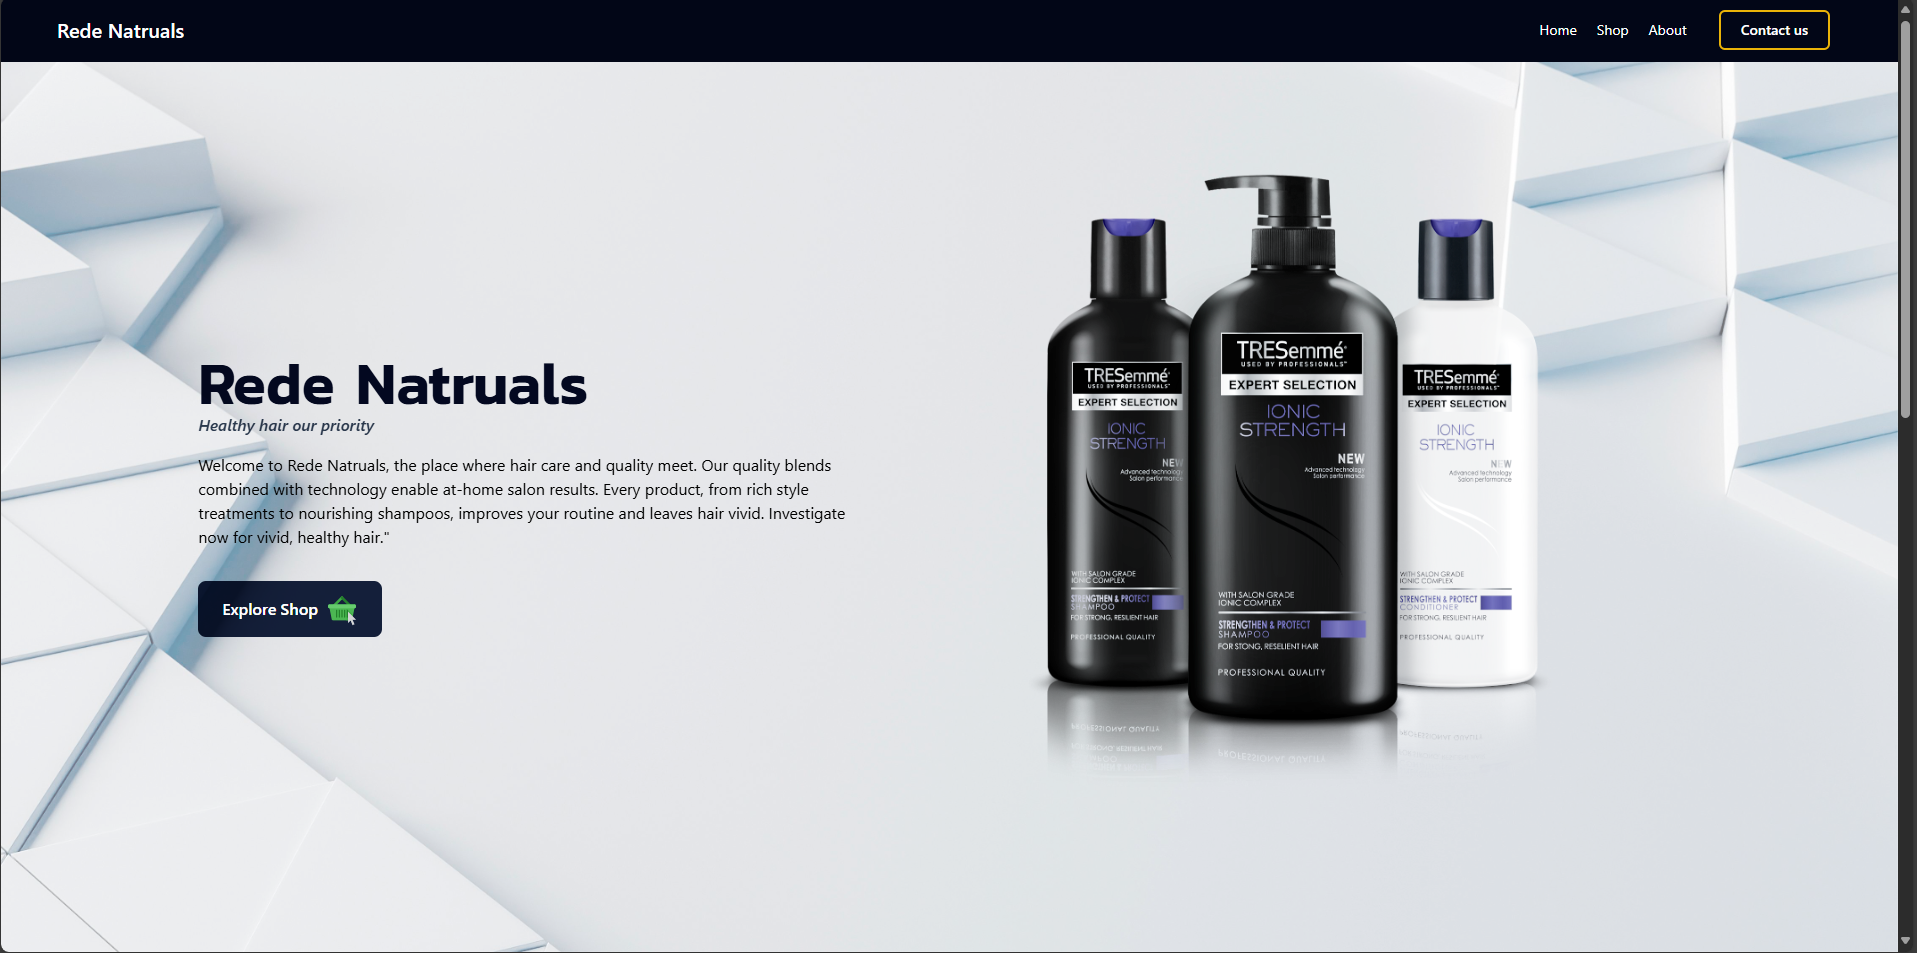 Rede Natruals
Home
Shop
About
Contact us
Rede Natruals
Healthy hair our priority
Welcome to Rede Natruals, the place where hair care and quality meet. Our quality blends
combined with technology enable at-home salon results. Every product, from rich style
treatments to nourishing shampoos, improves your routine and leaves hair vivid. Investigate
now for vivid, healthy hair."
Explore Shop
TRESemmé
USED BY PROFESSIONALS™
EXPERT SELECTION
IONIC
STRENGTH
NEW
Advanced technology
Salon performance
WITH SALON GRADE
IONIC COMPLEX
STRENGTHEN & PROTECT
SHAMPOO
FOR STRONG, RESILIENT HAIR
PROFESSIONAL QUALITY
TRESemmé
USED BY PROFESSIONALS™
EXPERT SELECTION
IONIC
STRENGTH
NEW
Advanced technology
Salon performance
WITH SALON GRADE
IONIC COMPLEX
STRENGTHEN & PROTECT
SHAMPOO
FOR STONG, RESELIENT HAIR
PROFESSIONAL QUALITY
TRESemmé
USED BY PROFESSIONALS™
EXPERT SELECTION
IONIC
STRENGTH
NEW
Advanced technology
Salon performance
WITH SALON GRADE
IONIC COMPLEX
STRENGTHEN & PROTECT
CONDITIONER
FOR STRONG, RESILIENT HAIR
PROFESSIONAL QUALITY